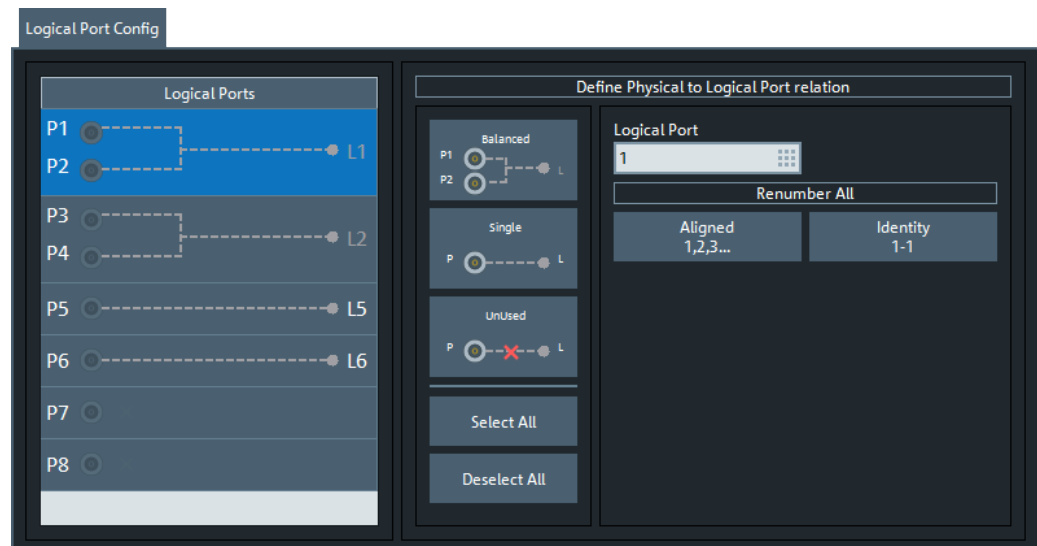 Logical Port Config
Logical Ports
P1
P2
L1
P3
P4
L2
P5 L5
P6 L6
P7
P8
Define Physical to Logical Port relation
Balanced
P1
P2
L
Single
P L
UnUsed
P L
Select All
Deselect All
Logical Port
1
Renumber All
Aligned
1,2,3...
Identity
1-1